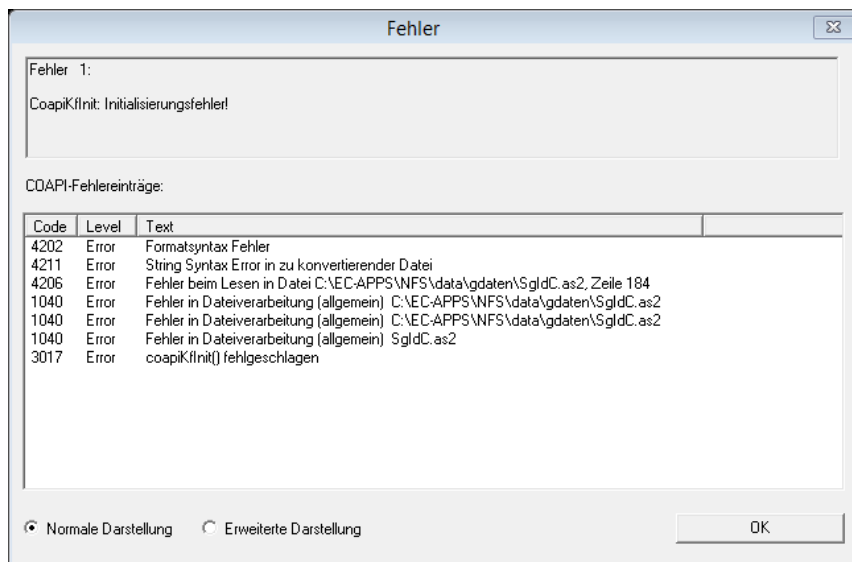 Fehler
Fehler 1:
CoapiKfInit: Initialisierungsfehler!
COAPI-Fehlereinträge:
Code Level Text
4202 Error Formatsyntax Fehler
4211 Error String Syntax Error in zu konvertierender Datei
4206 Error Fehler beim Lesen in Datei C:\EC-APPS\NFS\data\gdaten\SgIdC.as2, Zeile 184
1040 Error Fehler in Dateiverarbeitung (allgemein) C:\EC-APPS\NFS\data\gdaten\SgIdC.as2
1040 Error Fehler in Dateiverarbeitung (allgemein) C:\EC-APPS\NFS\data\gdaten\SgIdC.as2
1040 Error Fehler in Dateiverarbeitung (allgemein) SgIdC.as2
3017 Error coapiKfInit() fehlgeschlagen
Normale Darstellung Erweiterte Darstellung OK